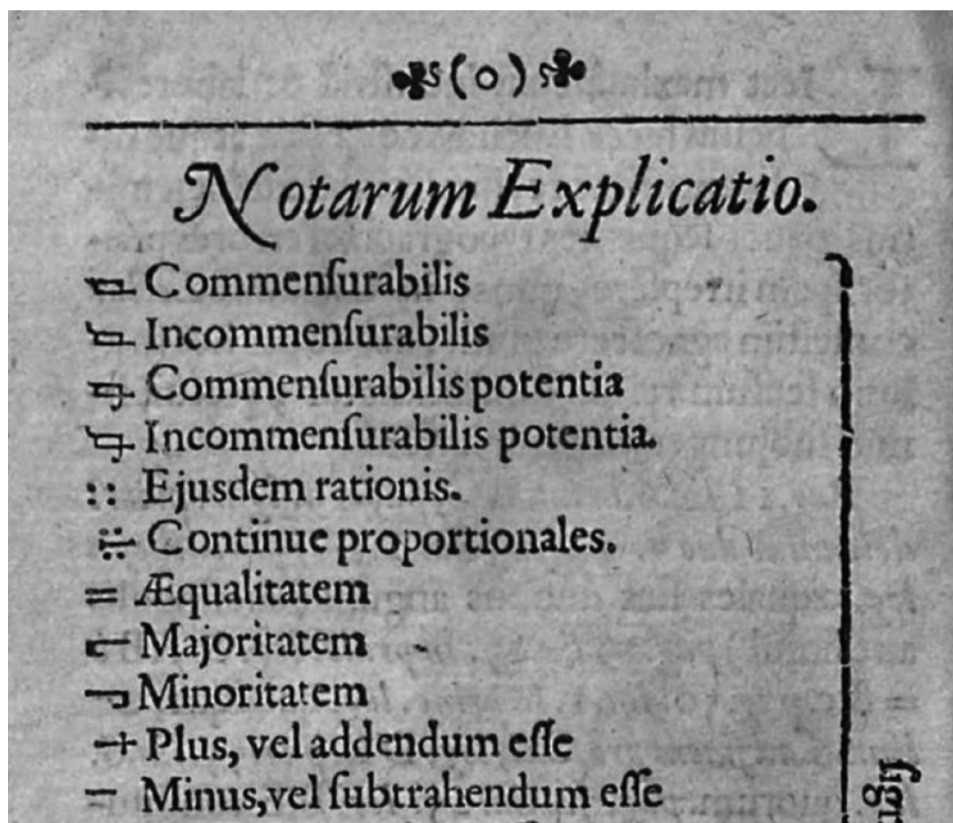 (0)
Notarum Explicatio.
Commenſurabilis
Incommenſurabilis
Commenſurabilis potentia
Incommenſurabilis potentia.
:: Ejusdem rationis.
∺ Continue proportionales.
= Æqualitatem
Majoritatem
Minoritatem
+ Plus, vel addendum eſſe
− Minus, vel ſubtrahendum eſſe
ſign